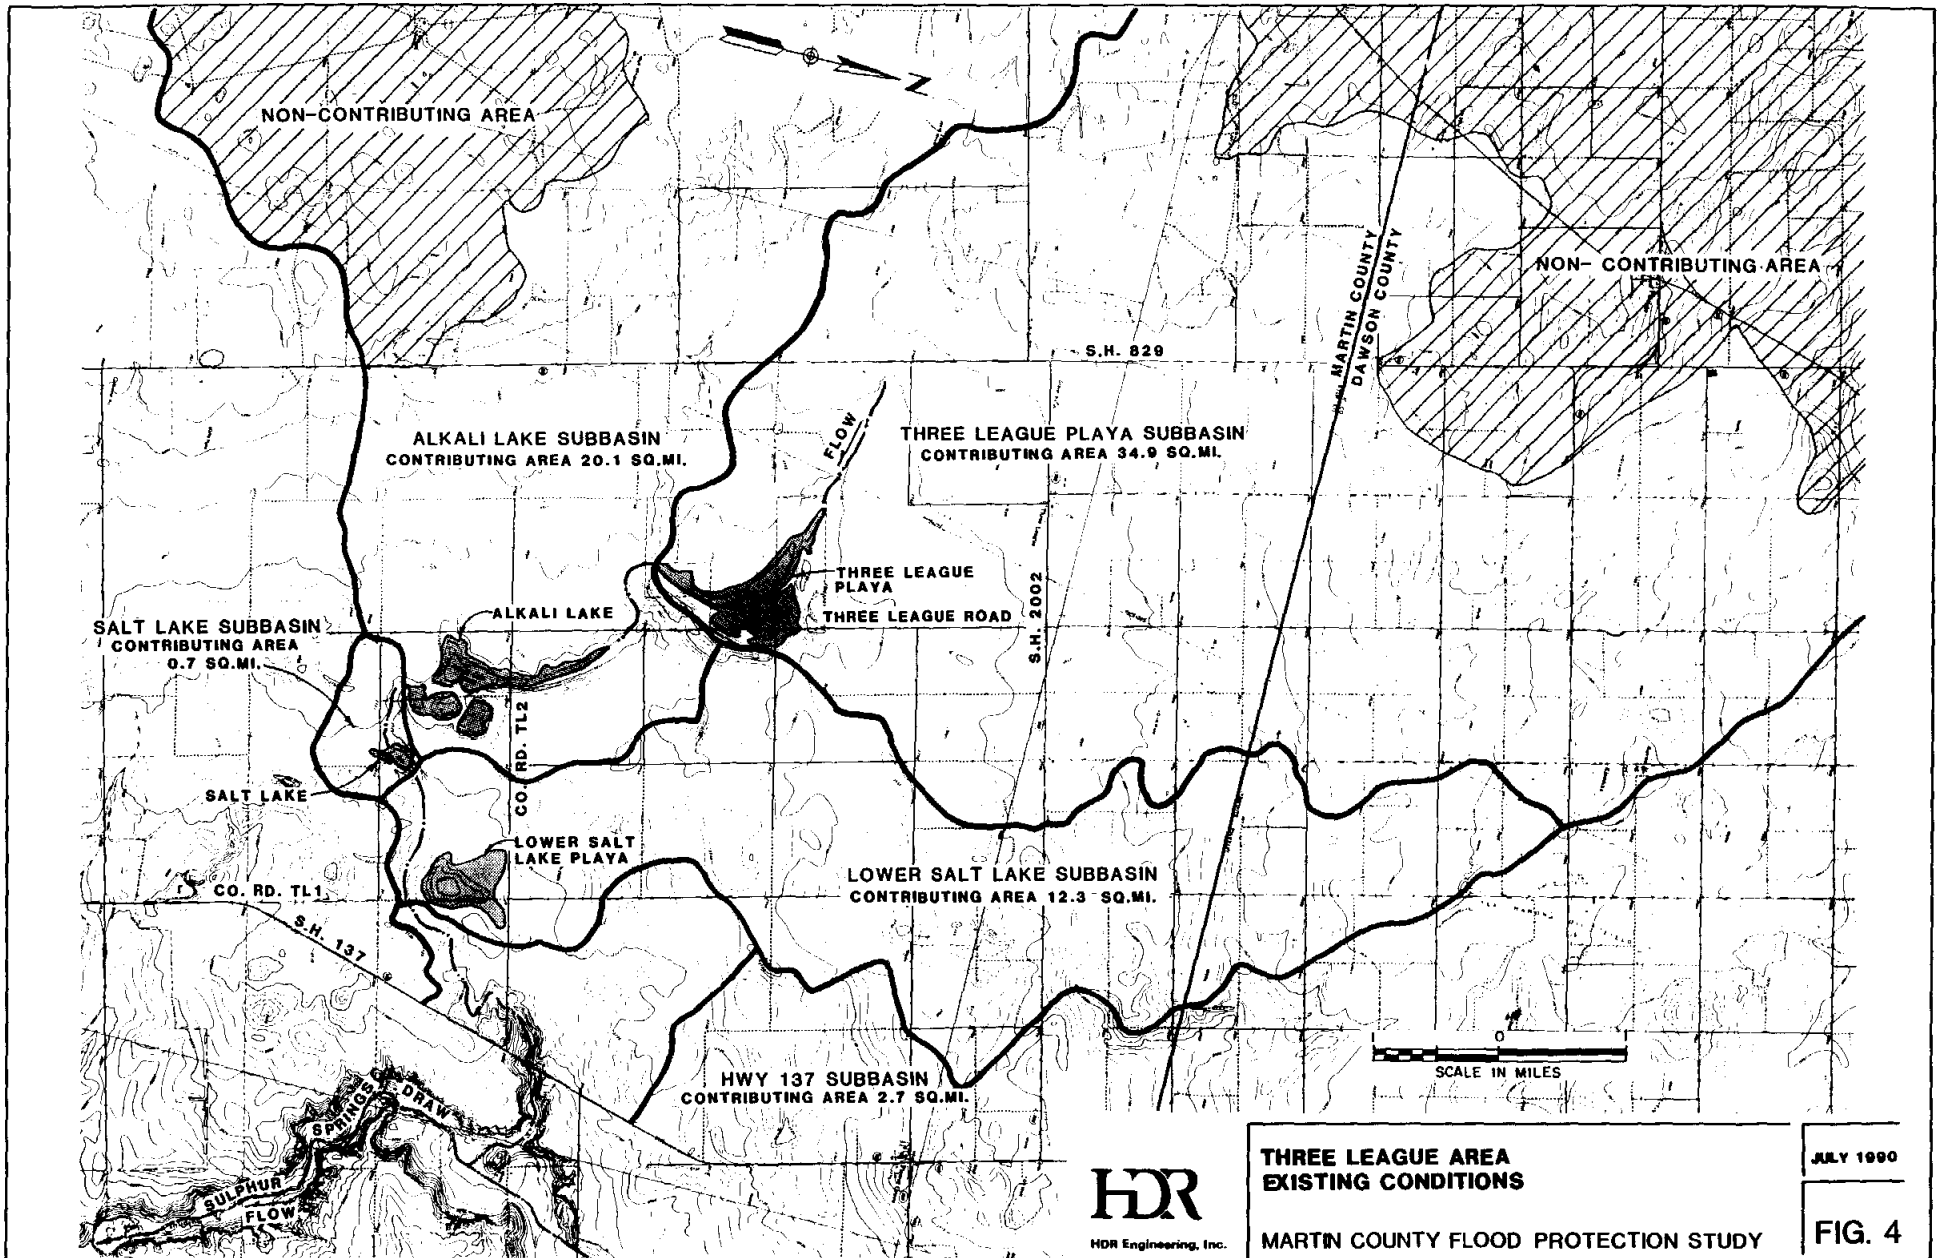 N
NON-CONTRIBUTING AREA
NON- CONTRIBUTING AREA
MARTIN COUNTY
DAWSON COUNTY
S.H. 829
ALKALI LAKE SUBBASIN
CONTRIBUTING AREA 20.1 SQ.MI.
FLOW
THREE LEAGUE PLAYA SUBBASIN
CONTRIBUTING AREA 34.9 SQ.MI.
THREE LEAGUE
PLAYA
THREE LEAGUE ROAD
S.H. 2002
ALKALI LAKE
SALT LAKE SUBBASIN
CONTRIBUTING AREA
0.7 SQ.MI.
CO. RD. TL2
SALT LAKE
LOWER SALT
LAKE PLAYA
LOWER SALT LAKE SUBBASIN
CONTRIBUTING AREA 12.3 SQ.MI.
CO. RD. TL1
S.H. 137
HWY 137 SUBBASIN
CONTRIBUTING AREA 2.7 SQ.MI.
SULPHUR
SPRINGS
DRAW
FLOW
0
SCALE IN MILES
HDR
HDR Engineering, Inc.
THREE LEAGUE AREA
EXISTING CONDITIONS
MARTIN COUNTY FLOOD PROTECTION STUDY
JULY 1990
FIG. 4